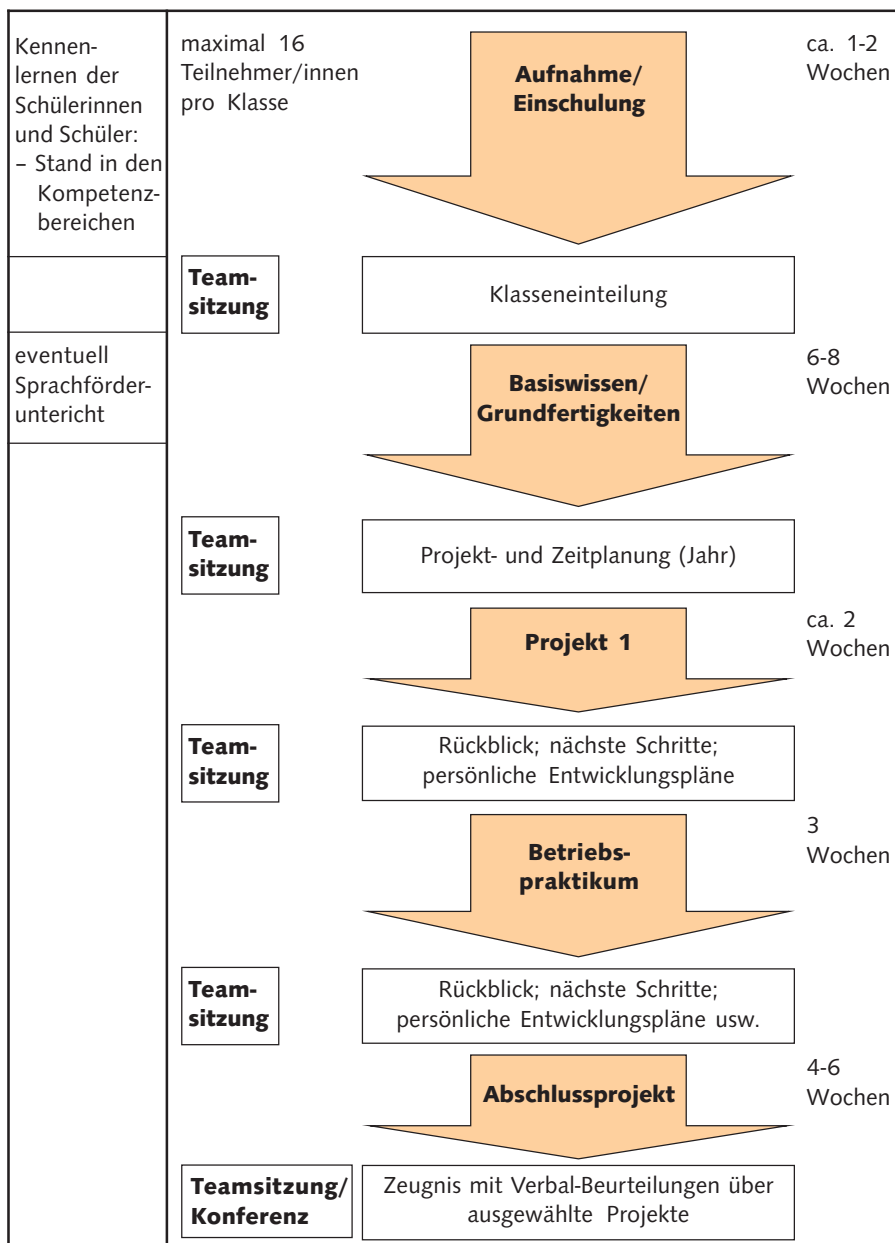 Kennen-
lernen der
Schülerinnen
und Schüler:
– Stand in den
Kompetenz-
bereichen
maximal 16
Teilnehmer/innen
pro Klasse
Aufnahme/
Einschulung
ca. 1-2
Wochen
Team-
sitzung
Klasseneinteilung
eventuell
Sprachförder-
untericht
Basiswissen/
Grundfertigkeiten
6-8
Wochen
Team-
sitzung
Projekt- und Zeitplanung (Jahr)
Projekt 1
ca. 2
Wochen
Team-
sitzung
Rückblick; nächste Schritte;
persönliche Entwicklungspläne
Betriebs-
praktikum
3
Wochen
Team-
sitzung
Rückblick; nächste Schritte;
persönliche Entwicklungspläne usw.
Abschlussprojekt
4-6
Wochen
Teamsitzung/
Konferenz
Zeugnis mit Verbal-Beurteilungen über
ausgewählte Projekte